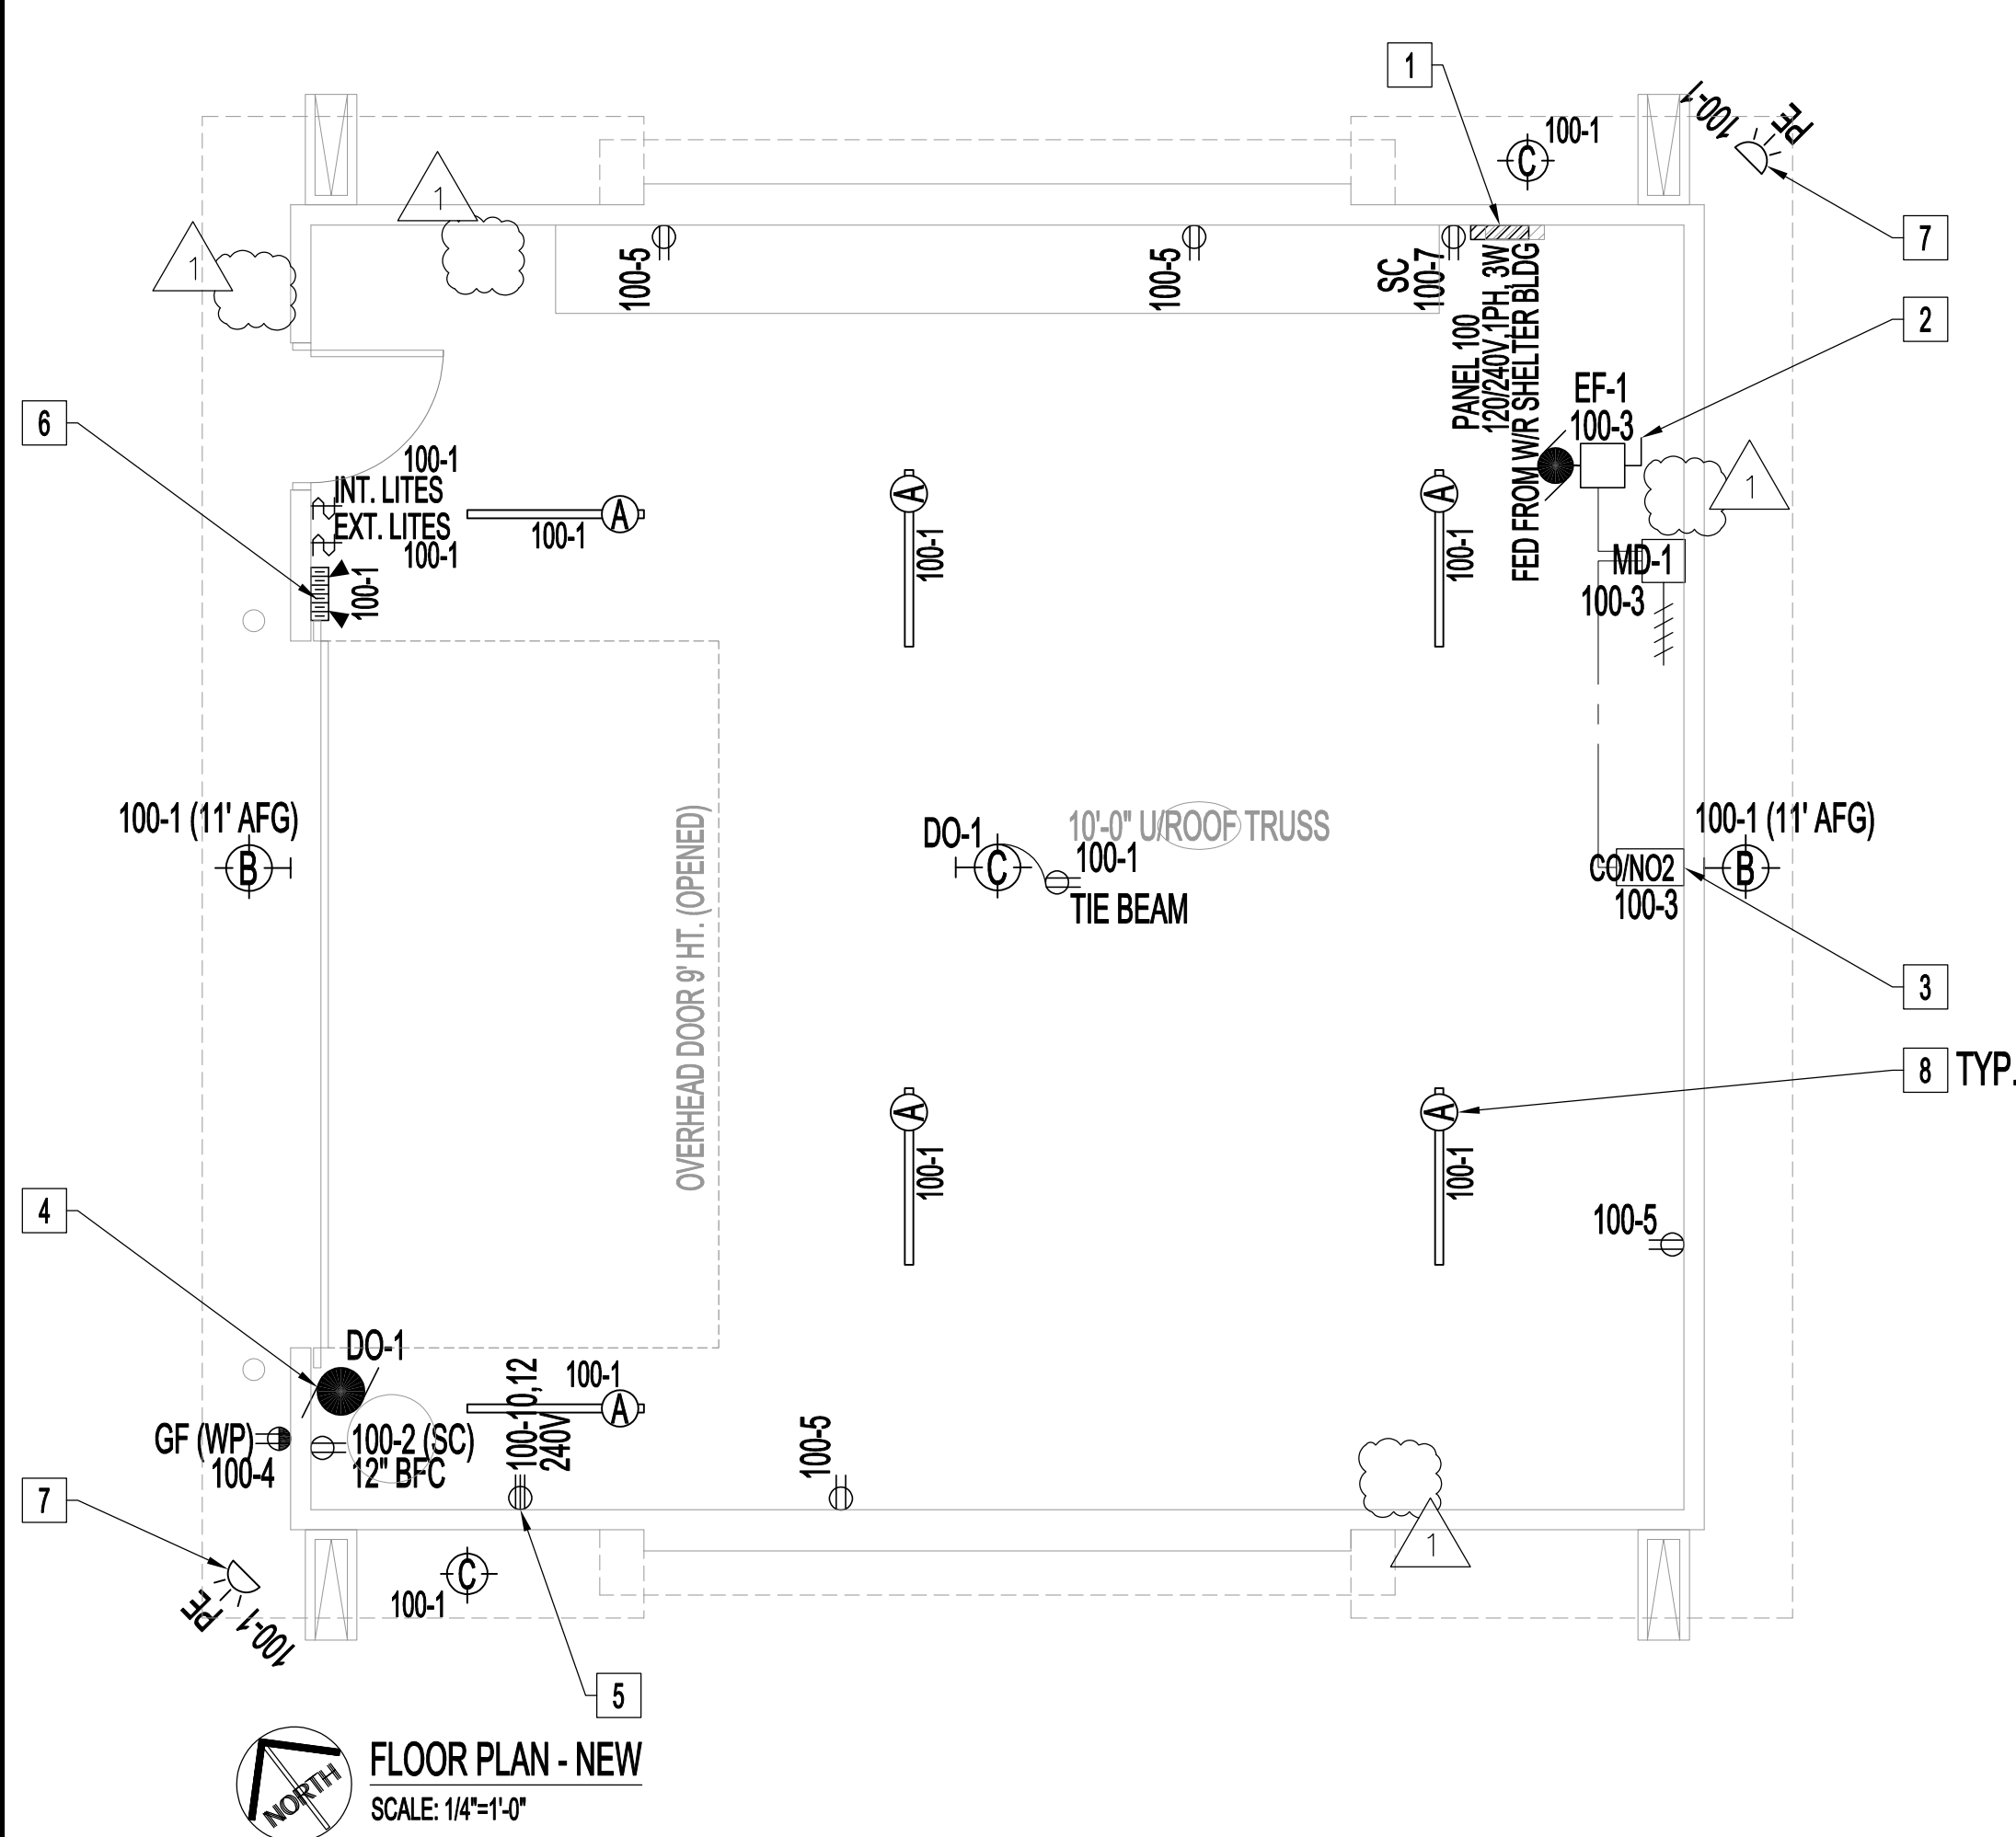 1
100-1
PE
C
100-1
7
1
1
100-5
100-5
SC
100-7
PANEL 100
120/240V,1PH, 3W
FED FROM W/R SHELTER BLDG
2
EF-1
100-3
6
100-1
INT. LITES
EXT. LITES
100-1
100-1
A
100-1
A
100-1
A
100-1
1
MD-1
100-3
100-1 (11' AFG)
B
OVERHEAD DOOR 9' HT. (OPENED)
DO-1
C
10'-0" U/ROOF TRUSS
100-1
TIE BEAM
100-1 (11' AFG)
B
CO/NO2
100-3
3
8 TYP.
A
100-1
A
100-1
4
100-5
DO-1
100-1
A
100-10,12
240V
100-5
GF (WP)
100-4
100-2 (SC)
12" BFC
7
1
PE
100-1
C
100-1
5
NORTH
FLOOR PLAN - NEW
SCALE: 1/4"=1'-0"